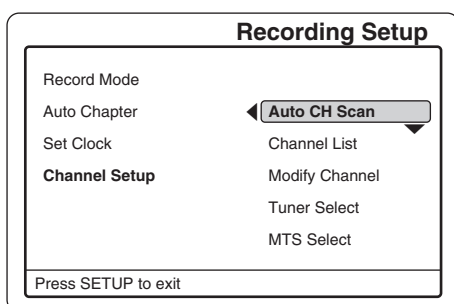 Recording Setup
Record Mode
Auto Chapter
Set Clock
Channel Setup
Auto CH Scan
Channel List
Modify Channel
Tuner Select
MTS Select
Press SETUP to exit